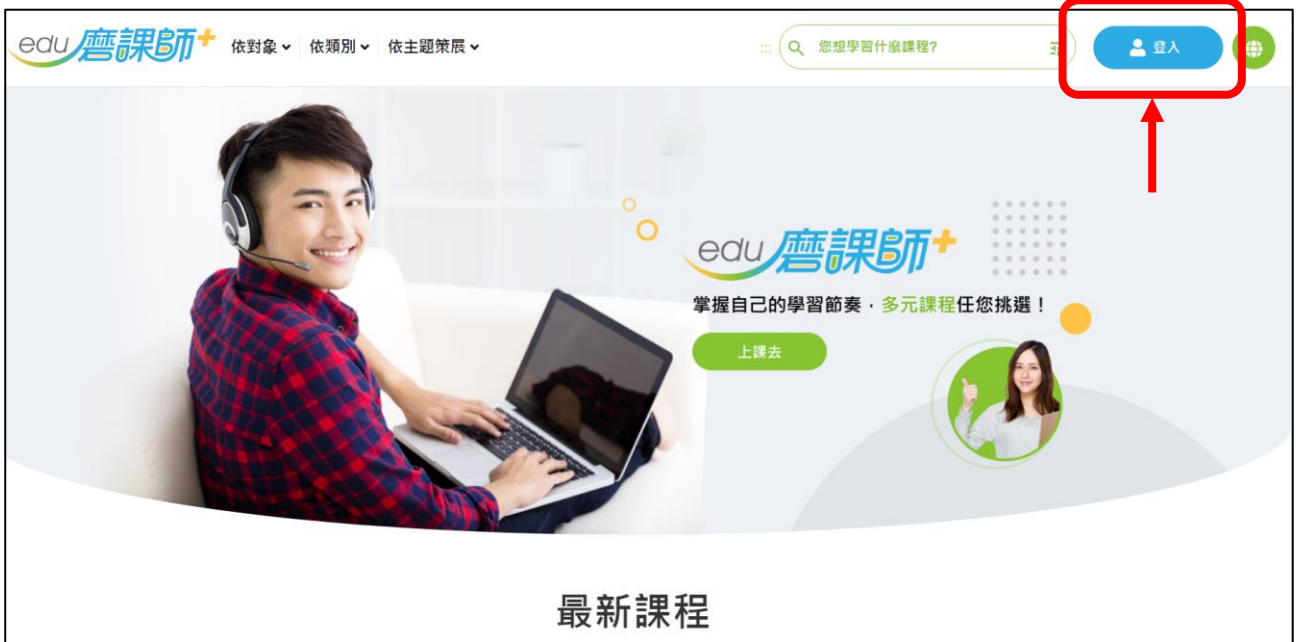 edu磨課師+
依對象 依類別 依主題策展
::: 您想學習什麼課程? 登入
edu磨課師+
掌握自己的學習節奏，多元課程任您挑選！
上課去
最新課程